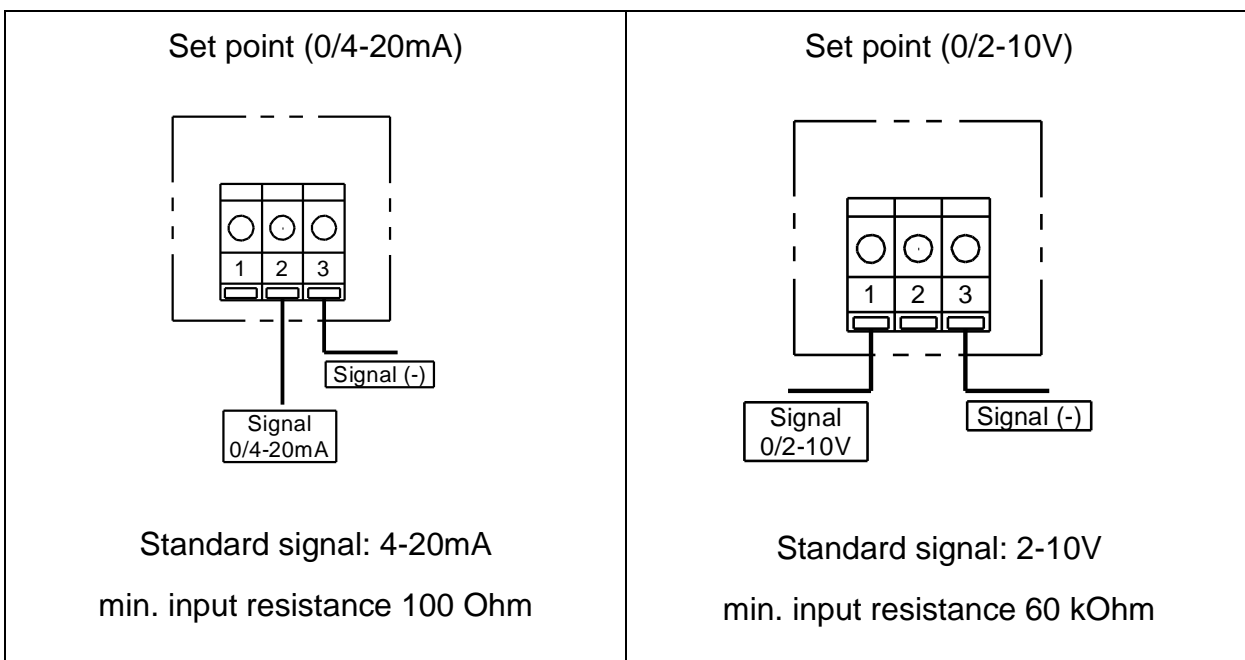 Set point (0/4-20mA)
1 2 3
Signal (-)
Signal
0/4-20mA
Standard signal: 4-20mA
min. input resistance 100 Ohm
Set point (0/2-10V)
1 2 3
Signal
0/2-10V
Signal (-)
Standard signal: 2-10V
min. input resistance 60 kOhm